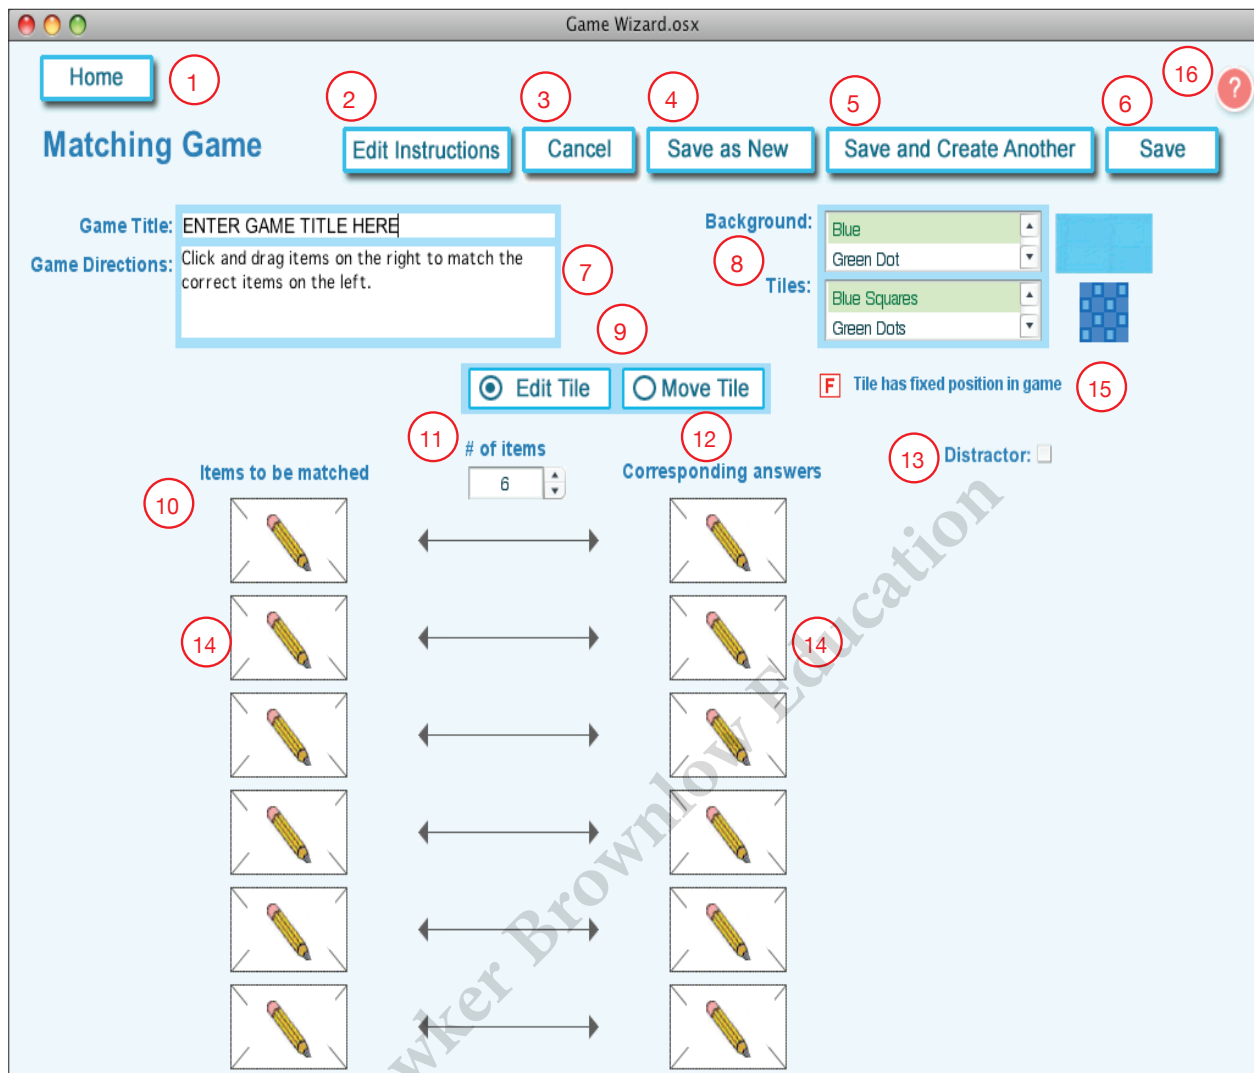 Game Wizard.osx
Home
1
16
?
2
3
4
5
6
Matching Game
Edit Instructions
Cancel
Save as New
Save and Create Another
Save
Game Title:
ENTER GAME TITLE HERE
Game Directions:
Click and drag items on the right to match the
correct items on the left.
7
Background:
Blue
Green Dot
8
Tiles:
Blue Squares
Green Dots
9
Edit Tile
Move Tile
F
Tile has fixed position in game
15
11
# of items
6
12
13
Distractor:
Items to be matched
Corresponding answers
10
14
14
wker Brownlow Education